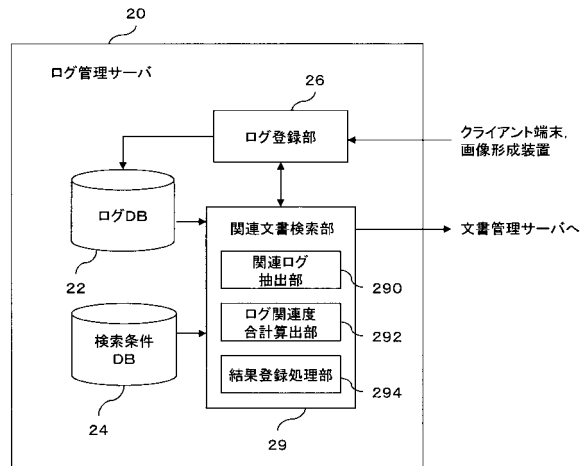 20
ログ管理サーバ
26
ログ登録部
クライアント端末,
画像形成装置
ログDB
22
関連文書検索部
文書管理サーバへ
関連ログ
抽出部
290
ログ関連度
合計算出部
292
検索条件
DB
24
結果登録処理部
294
29